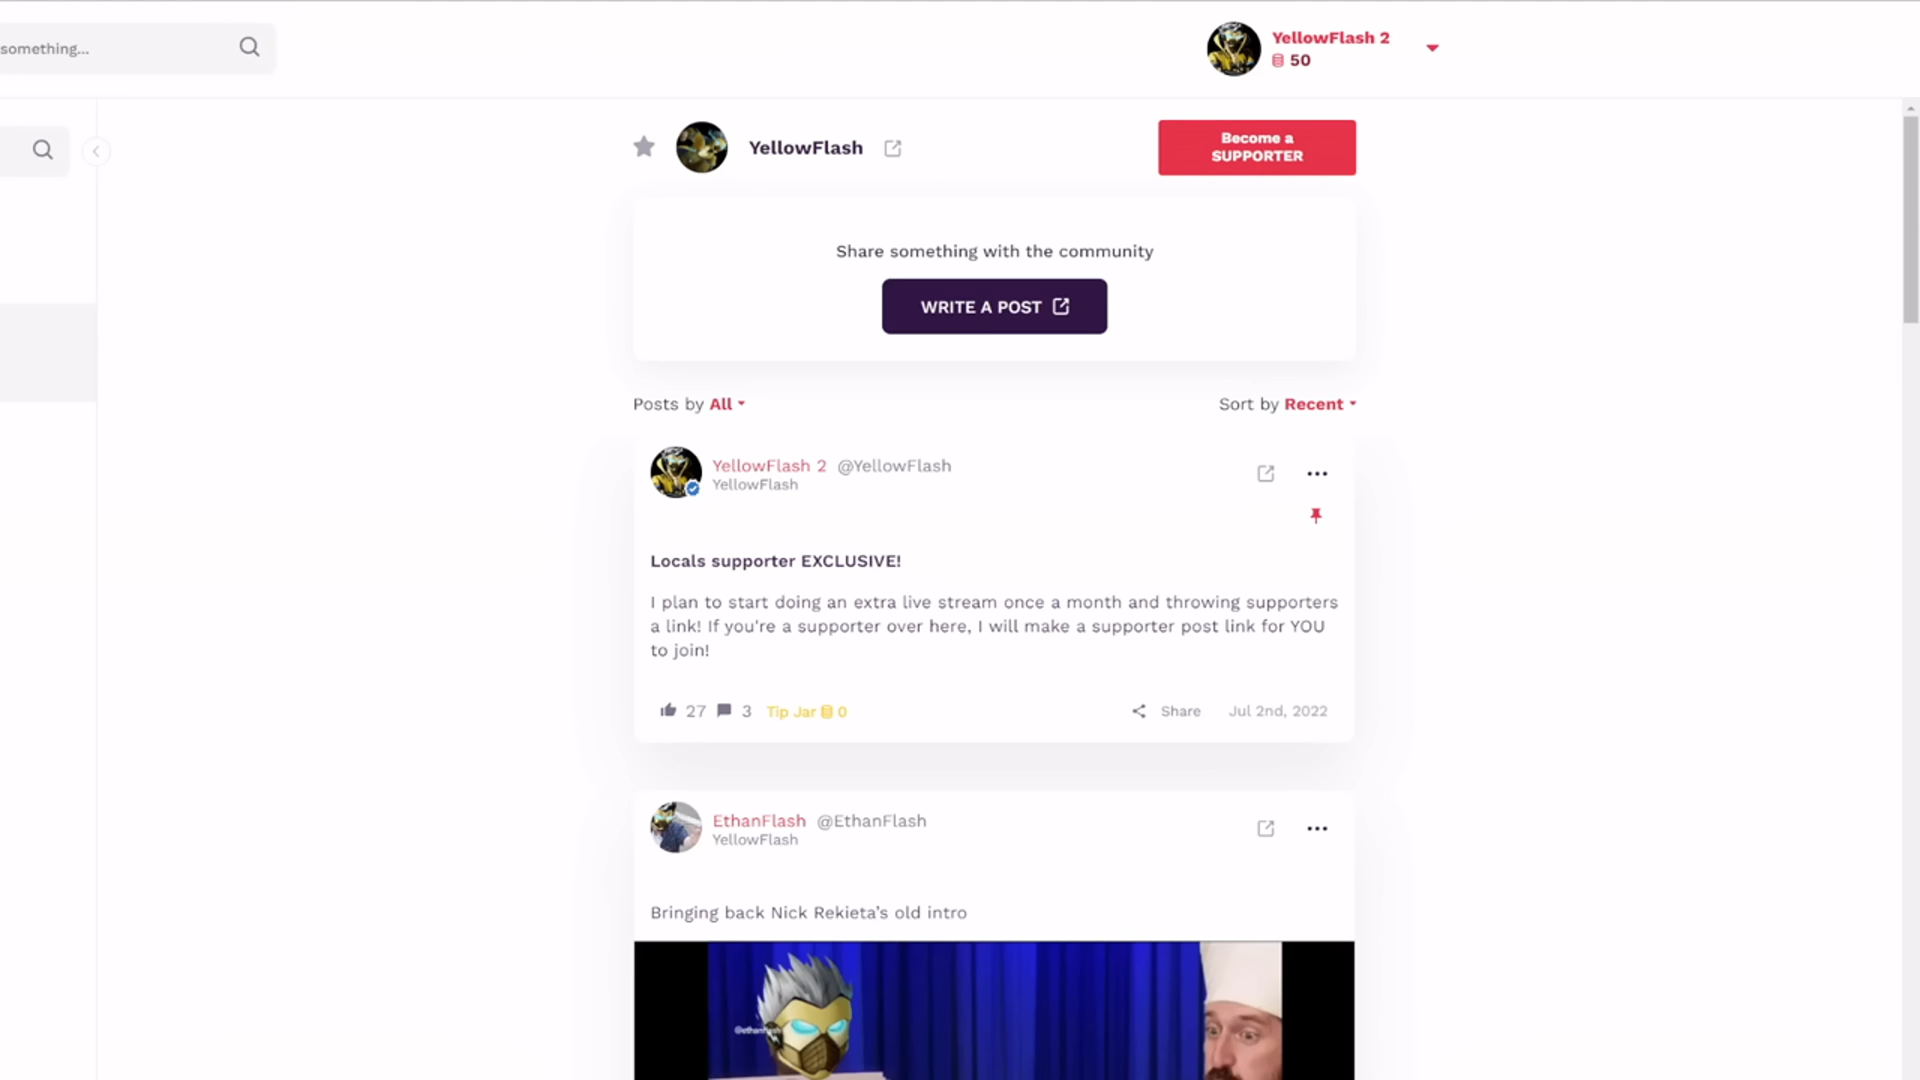 something...
YellowFlash 2
50
YellowFlash
Become a
SUPPORTER
Share something with the community
WRITE A POST
Posts by All
Sort by Recent
YellowFlash 2 @YellowFlash
YellowFlash
Locals supporter EXCLUSIVE!
I plan to start doing an extra live stream once a month and throwing supporters
a link! If you're a supporter over here, I will make a supporter post link for YOU
to join!
27 3 Tip Jar 0
Share Jul 2nd, 2022
EthanFlash @EthanFlash
YellowFlash
Bringing back Nick Rekieta’s old intro
@ethanflash